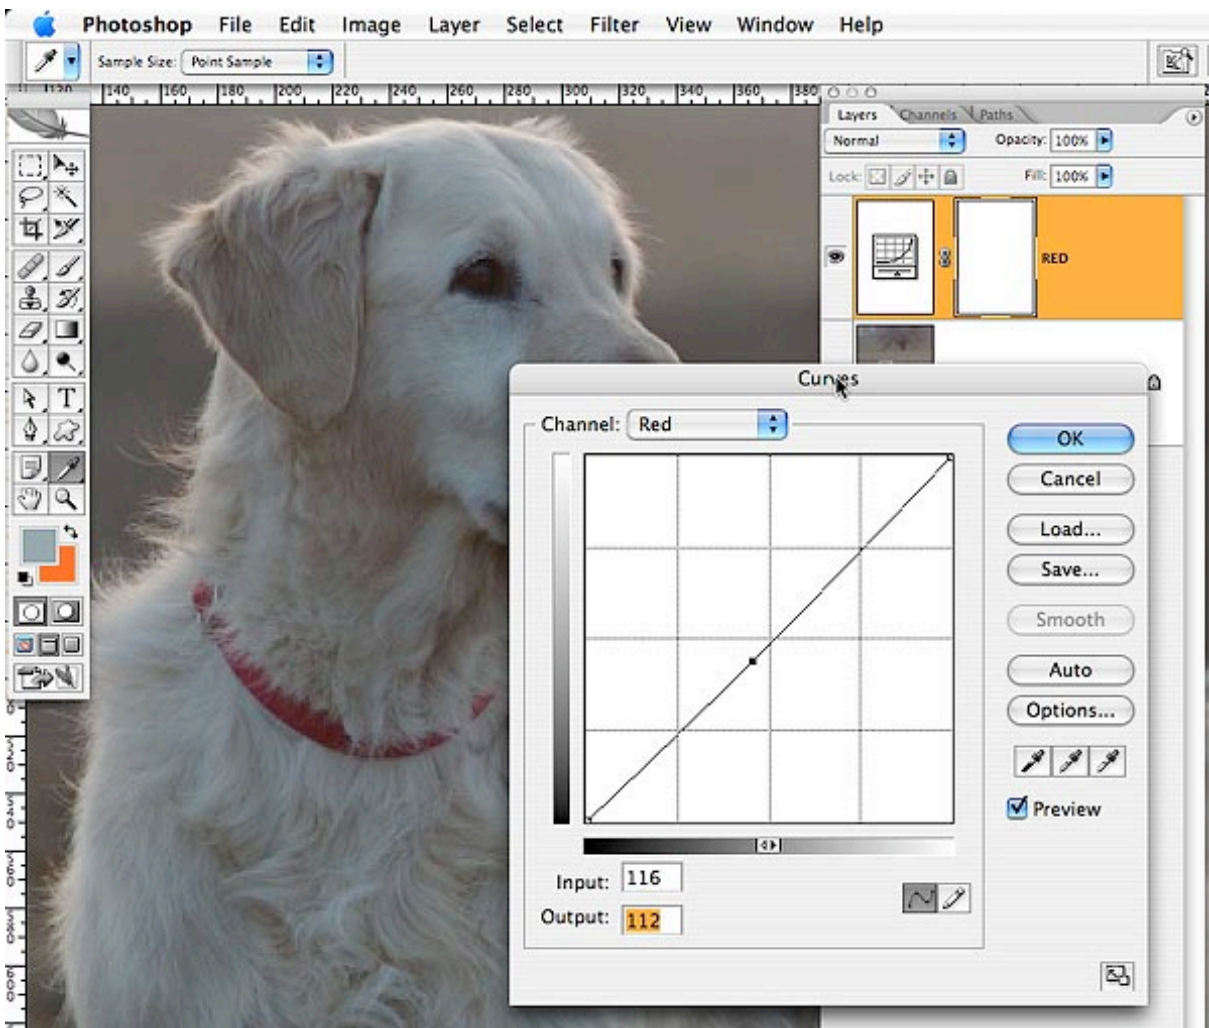 Photoshop File Edit Image Layer Select Filter View Window Help
Sample Size: Point Sample
1120 140 160 180 200 220 240 260 280 300 320 340 360 380
Layers Channels Paths
Normal Opacity: 100%
Lock: Fill: 100%
RED
Curves
Channel: Red
OK
Cancel
Load...
Save...
Smooth
Auto
Options...
Preview
Input: 116
Output: 112
T